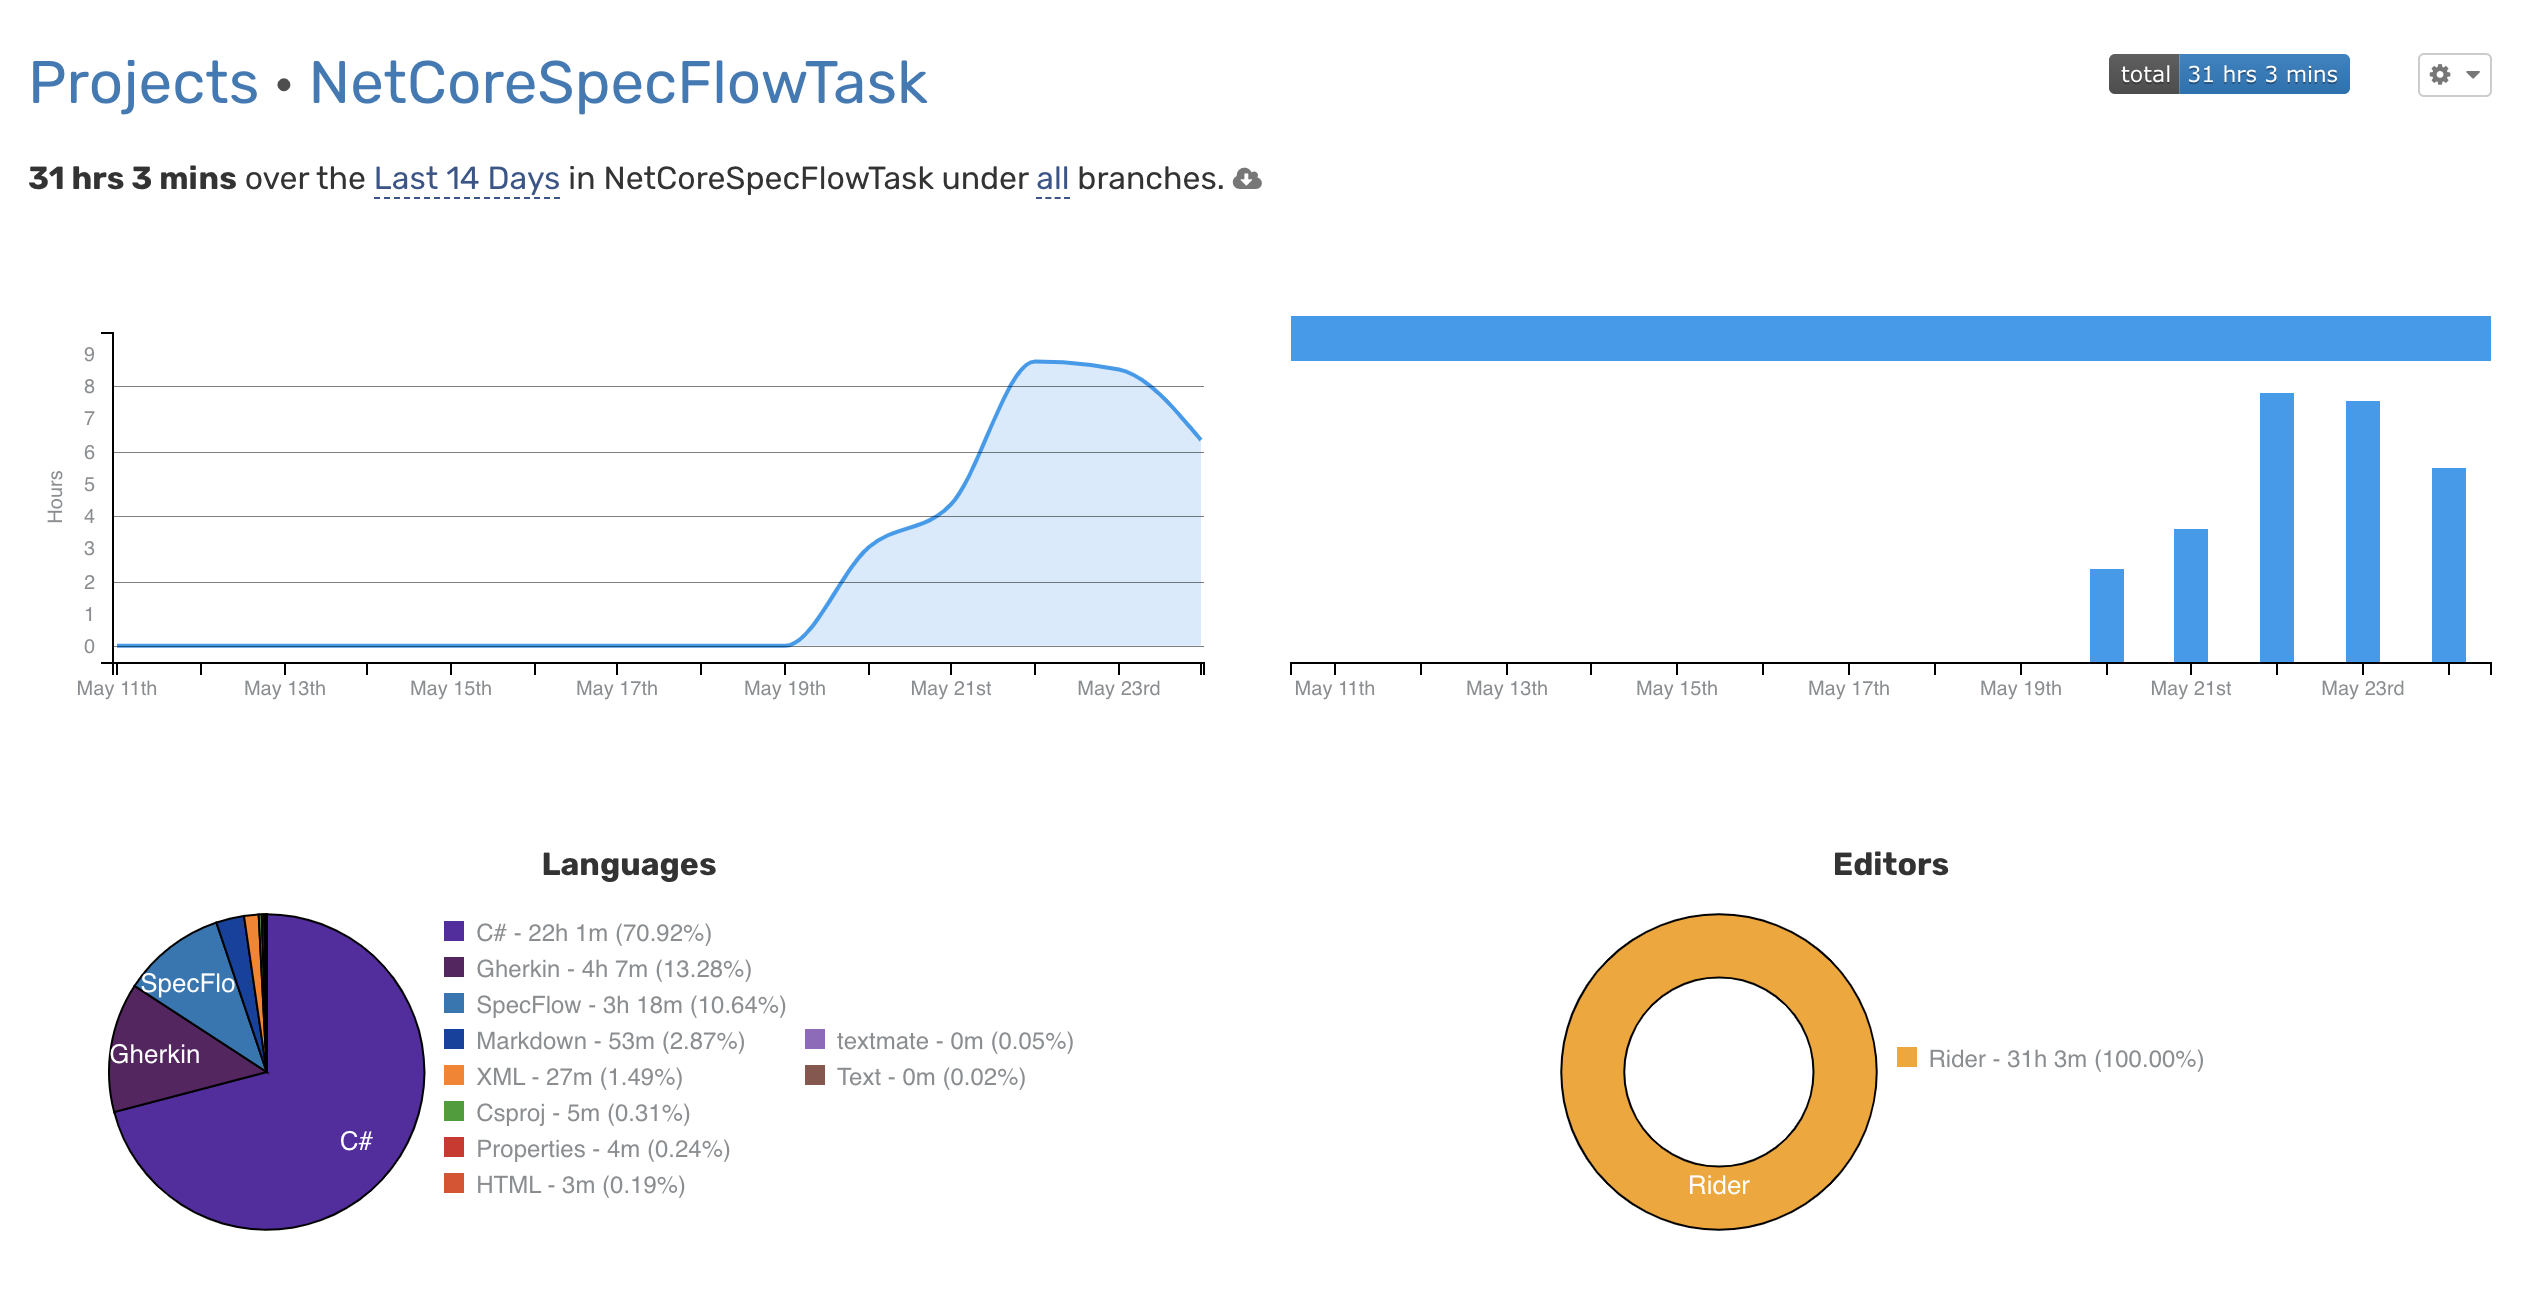 Projects • NetCoreSpecFlowTask
total 31 hrs 3 mins
31 hrs 3 mins over the Last 14 Days in NetCoreSpecFlowTask under all branches.
Hours
9
8
7
6
5
4
3
2
1
0
May 11th May 13th May 15th May 17th May 19th May 21st May 23rd
May 11th May 13th May 15th May 17th May 19th May 21st May 23rd
Languages
SpecFlo
Gherkin
C#
C# - 22h 1m (70.92%)
Gherkin - 4h 7m (13.28%)
SpecFlow - 3h 18m (10.64%)
Markdown - 53m (2.87%)
XML - 27m (1.49%)
Csproj - 5m (0.31%)
Properties - 4m (0.24%)
HTML - 3m (0.19%)
textmate - 0m (0.05%)
Text - 0m (0.02%)
Editors
Rider
Rider - 31h 3m (100.00%)